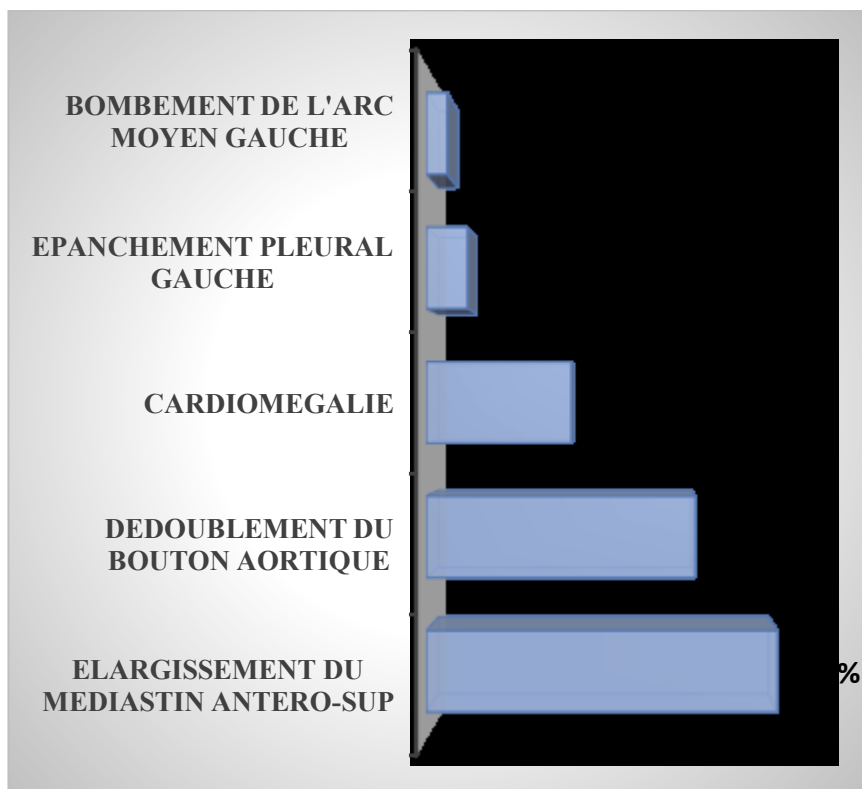 BOMBEMENT DE L'ARC
MOYEN GAUCHE
EPANCHEMENT PLEURAL
GAUCHE
CARDIOMEGALIE
DEDOUBLEMENT DU
BOUTON AORTIQUE
ELARGISSEMENT DU
MEDIASTIN ANTERO-SUP
%